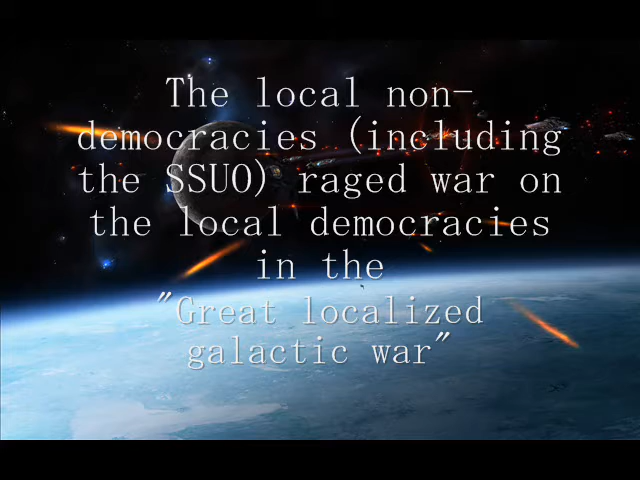 The local non-
democracies (including
the SSUO) raged war on
the local democracies
in the
"Great localized
galactic war"